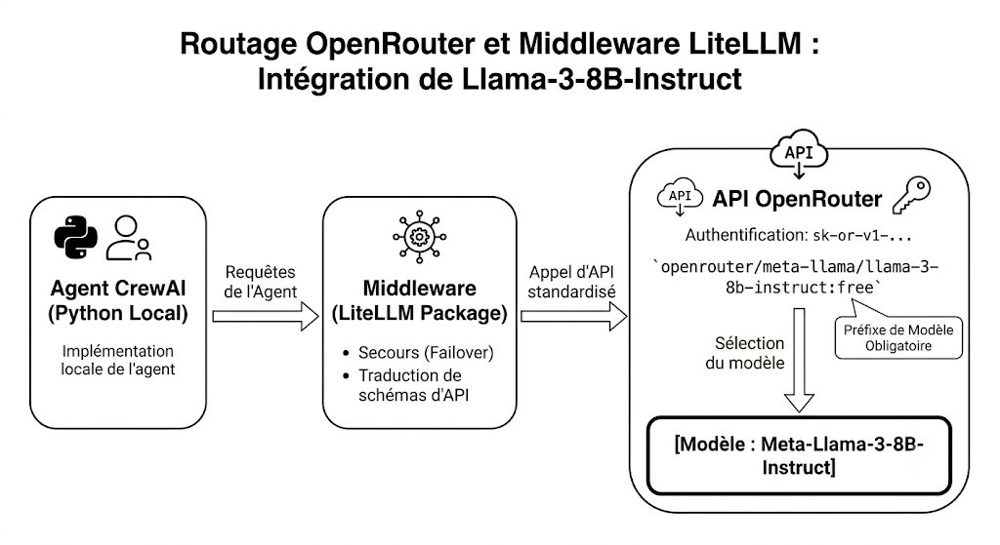 Routage OpenRouter et Middleware LiteLLM :
Intégration de Llama-3-8B-Instruct
Agent CrewAI
(Python Local)
Implémentation
locale de l'agent
Requêtes
de l'Agent
Middleware
(LiteLLM Package)
• Secours (Failover)
• Traduction de
schémas d'API
Appel d'API
standardisé
API
API
API OpenRouter
Authentification: sk-or-v1-...
`openrouter/meta-llama/llama-3-
8b-instruct:free`
Préfixe de Modèle
Obligatoire
Sélection
du modèle
[Modèle : Meta-Llama-3-8B-
Instruct]